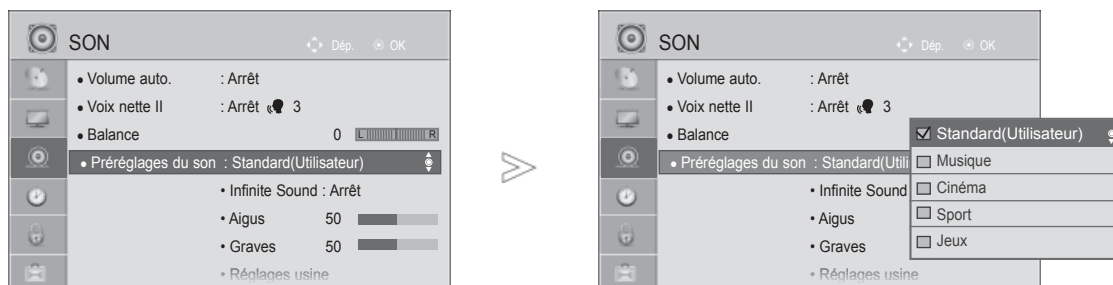 SON
Dép. OK
• Volume auto. : Arrêt
• Voix nette II : Arrêt 3
• Balance 0 L R
• Préréglages du son : Standard(Utilisateur)
• Infinite Sound : Arrêt
• Aigus 50
• Graves 50
• Réglages usine
>
SON
Dép. OK
• Volume auto. : Arrêt
• Voix nette II : Arrêt 3
• Balance
• Préréglages du son : Standard(Utili
• Infinite Sound
• Aigus
• Graves
• Réglages usine
Standard(Utilisateur)
Musique
Cinéma
Sport
Jeux